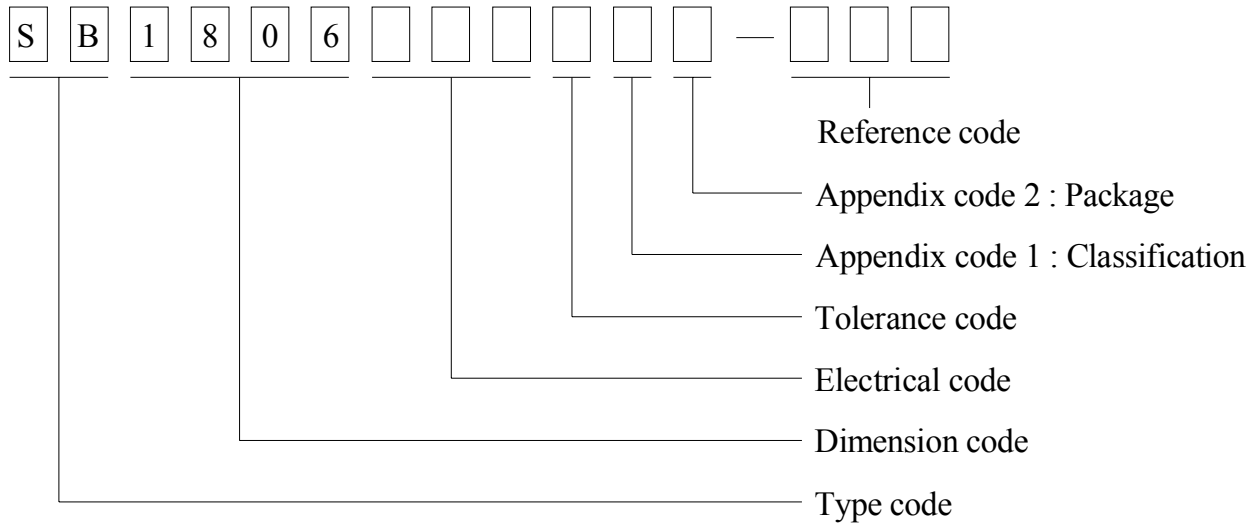 S B 1 8 0 6 —
Reference code
Appendix code 2 : Package
Appendix code 1 : Classification
Tolerance code
Electrical code
Dimension code
Type code